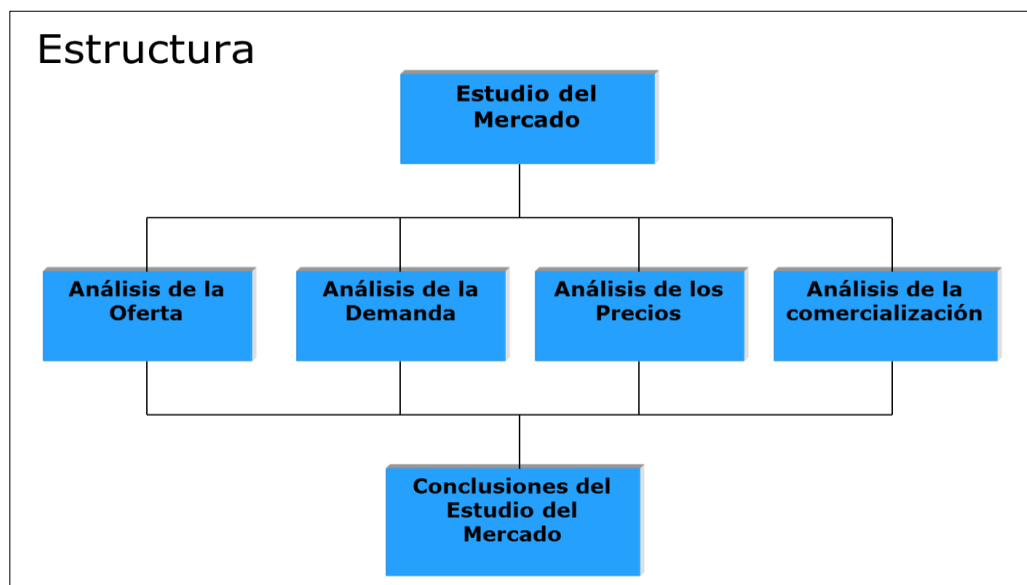 Estructura
Estudio del
Mercado
Análisis de la
Oferta
Análisis de la
Demanda
Análisis de los
Precios
Análisis de la
comercialización
Conclusiones del
Estudio del
Mercado